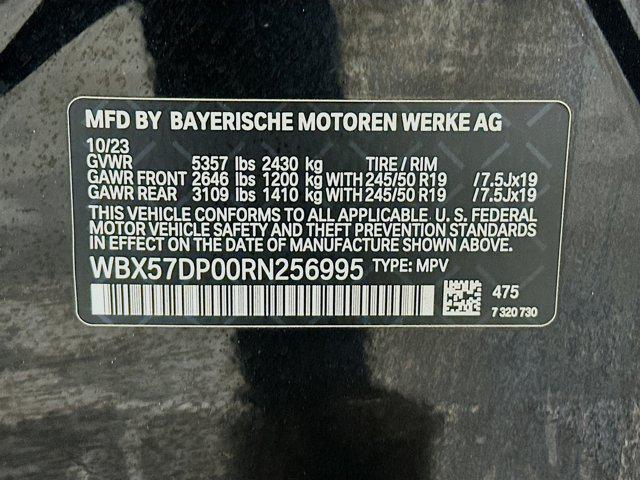 MFD BY BAYERISCHE MOTOREN WERKE AG
10/23
GVWR 5357 lbs 2430 kg TIRE / RIM
GAWR FRONT 2646 lbs 1200 kg WITH 245/50 R19 /7.5Jx19
GAWR REAR 3109 lbs 1410 kg WITH 245/50 R19 /7.5Jx19
THIS VEHICLE CONFORMS TO ALL APPLICABLE, U. S. FEDERAL
MOTOR VEHICLE SAFETY AND THEFT PREVENTION STANDARDS
IN EFFECT ON THE DATE OF MANUFACTURE SHOWN ABOVE.
WBX57DP00RN256995 TYPE: MPV
475
7 320 730